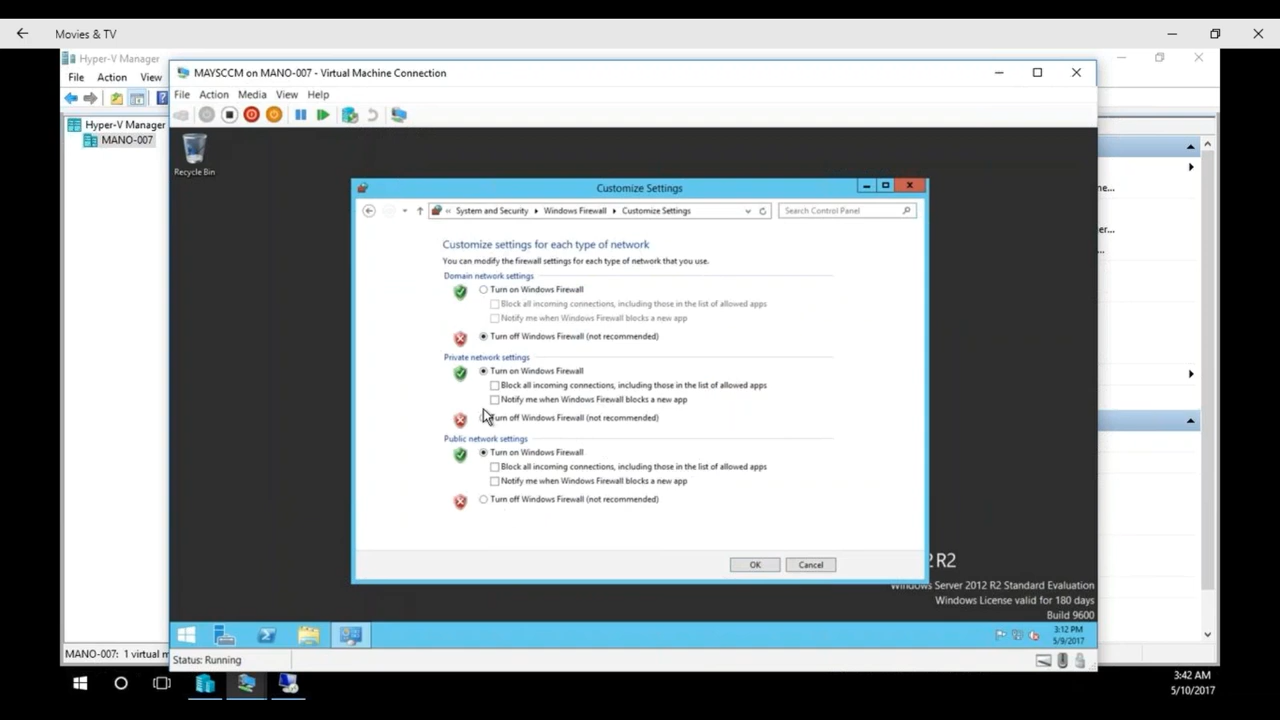 Movies & TV
Hyper-V Manager
File Action View
MAYSCCM on MANO-007 - Virtual Machine Connection
File Action Media View Help
Hyper-V Manager
MANO-007
Recycle Bin
Customize Settings
« System and Security Windows Firewall Customize Settings
Search Control Panel
Customize settings for each type of network
You can modify the firewall settings for each type of network that you use.
Domain network settings
Turn on Windows Firewall
Block all incoming connections, including those in the list of allowed apps
Notify me when Windows Firewall blocks a new app
Turn off Windows Firewall (not recommended)
Private network settings
Turn on Windows Firewall
Block all incoming connections, including those in the list of allowed apps
Notify me when Windows Firewall blocks a new app
Turn off Windows Firewall (not recommended)
Public network settings
Turn on Windows Firewall
Block all incoming connections, including those in the list of allowed apps
Notify me when Windows Firewall blocks a new app
Turn off Windows Firewall (not recommended)
OK Cancel
2 R2
Windows Server 2012 R2 Standard Evaluation
Windows License valid for 180 days
Build 9600
3:12 PM
5/9/2017
MANO-007: 1 virtual m
Status: Running
3:42 AM
5/10/2017